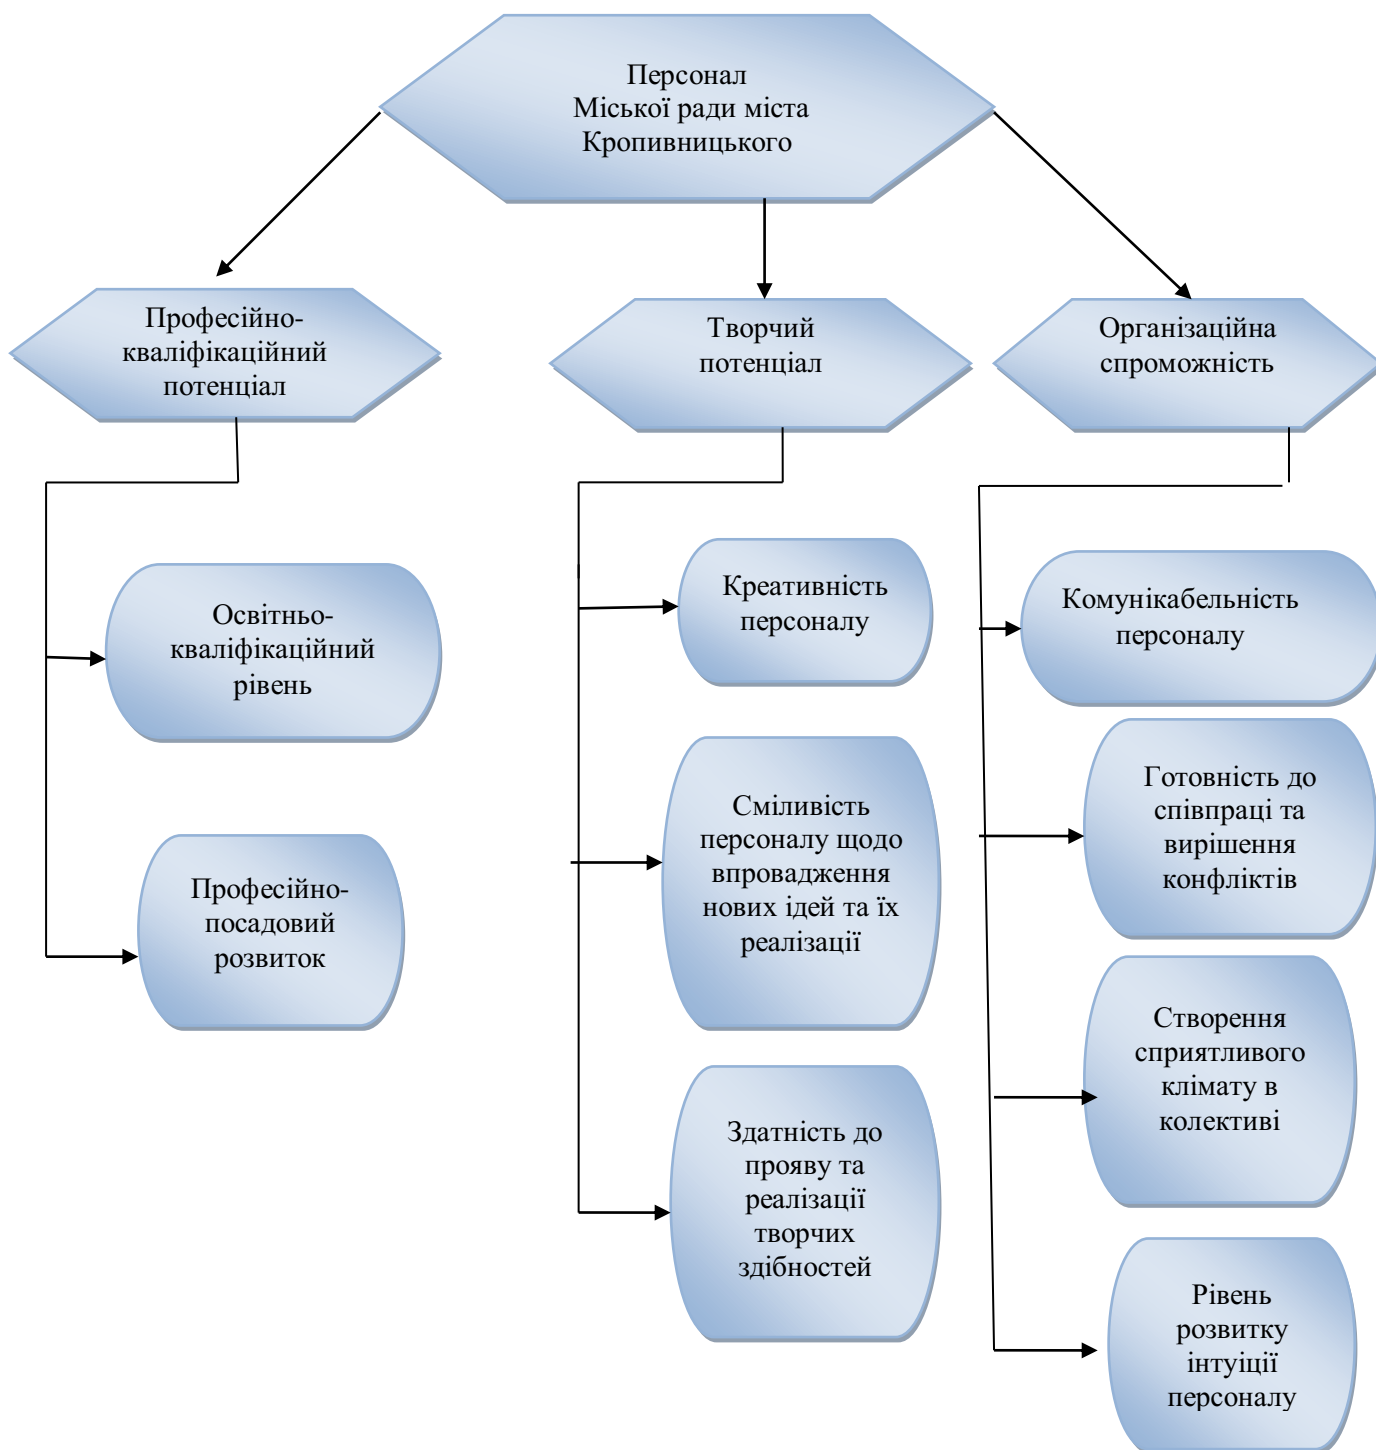 Персонал
Міської ради міста
Кропивницького
Професійно-
кваліфікаційний
потенціал
Творчий
потенціал
Організаційна
спроможність
Освітньо-
кваліфікаційний
рівень
Професійно-
посадовий
розвиток
Креативність
персоналу
Сміливість
персоналу щодо
впровадження
нових ідей та їх
реалізації
Здатність до
прояву та
реалізації
творчих
здібностей
Комунікабельність
персоналу
Готовність до
співпраці та
вирішення
конфліктів
Створення
сприятливого
клімату в
колективі
Рівень
розвитку
інтуіції
персоналу